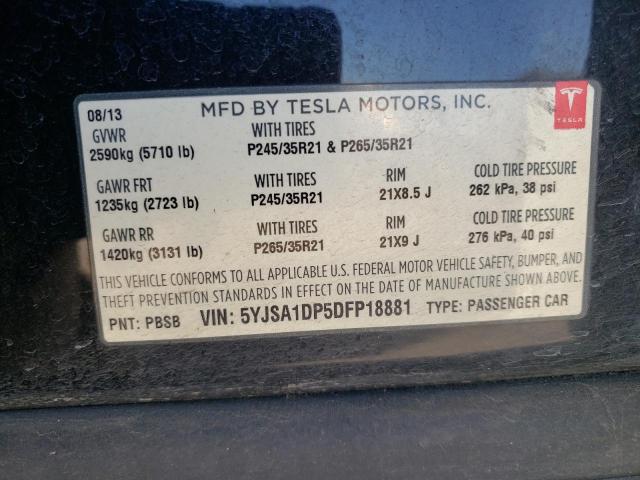 08/13 MFD BY TESLA MOTORS, INC. TESLA
GVWR WITH TIRES
2590kg (5710 lb) P245/35R21 & P265/35R21
GAWR FRT WITH TIRES RIM COLD TIRE PRESSURE
1235kg (2723 lb) P245/35R21 21X8.5 J 262 kPa, 38 psi
GAWR RR WITH TIRES RIM COLD TIRE PRESSURE
1420kg (3131 lb) P265/35R21 21X9 J 276 kPa, 40 psi
THIS VEHICLE CONFORMS TO ALL APPLICABLE U.S. FEDERAL MOTOR VEHICLE SAFETY, BUMPER, AND
THEFT PREVENTION STANDARDS IN EFFECT ON THE DATE OF MANUFACTURE SHOWN ABOVE.
PNT: PBSB VIN: 5YJSA1DP5DFP18881 TYPE: PASSENGER CAR